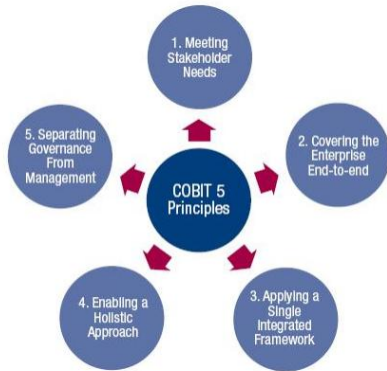 1. Meeting
Stakeholder
Needs
5. Separating
Governance
From
Management
2. Covering the
Enterprise
End-to-end
COBIT 5
Principles
4. Enabling a
Holistic
Approach
3. Applying a
Single
Integrated
Framework